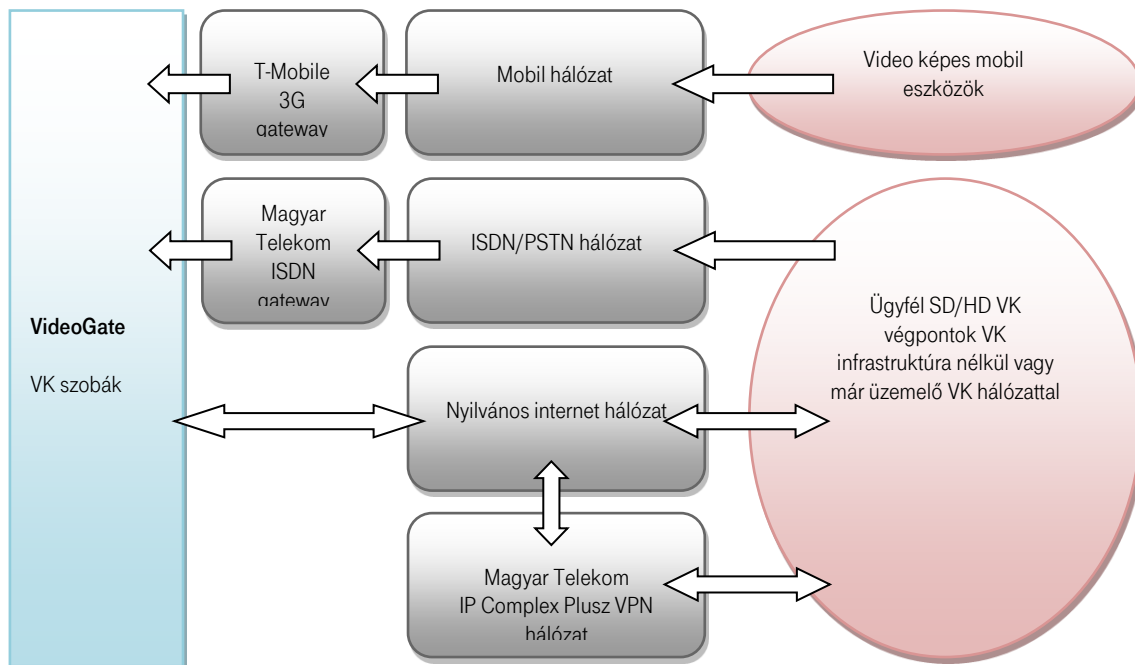 T-Mobile
3G
gateway
Mobil hálózat
Video képes mobil
eszközök
Magyar
Telekom
ISDN
gateway
ISDN/PSTN hálózat
VideoGate
VK szobák
Ügyfél SD/HD VK
végpontok VK
infrastruktúra nélkül vagy
már üzemelő VK hálózattal
Nyilvános internet hálózat
Magyar Telekom
IP Complex Plusz VPN
hálózat